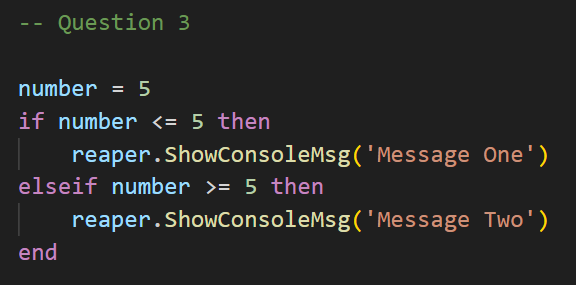 -- Question 3
number = 5
if number <= 5 then
    reaper.ShowConsoleMsg('Message One')
elseif number >= 5 then
    reaper.ShowConsoleMsg('Message Two')
end